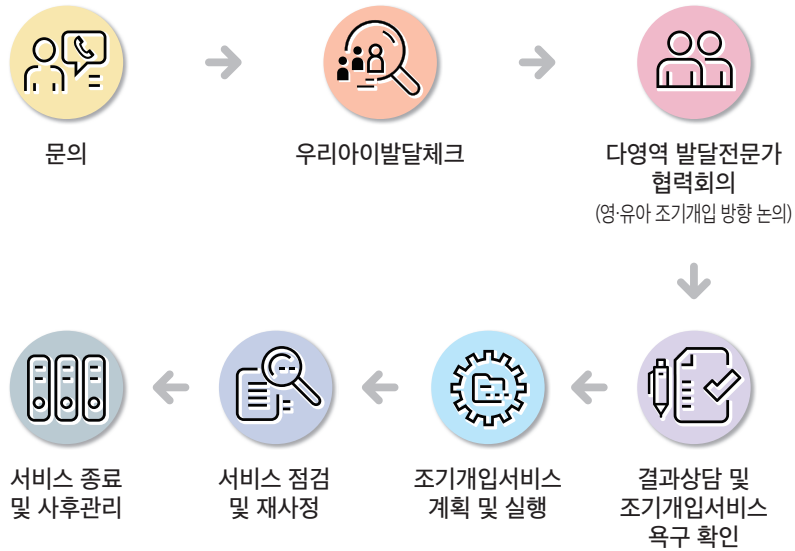 문의
우리아이발달체크
다영역 발달전문가
협력회의
(영·유아 조기개입 방향 논의)
결과상담 및
조기개입서비스
욕구 확인
조기개입서비스
계획 및 실행
서비스 점검
및 재사정
서비스 종료
및 사후관리